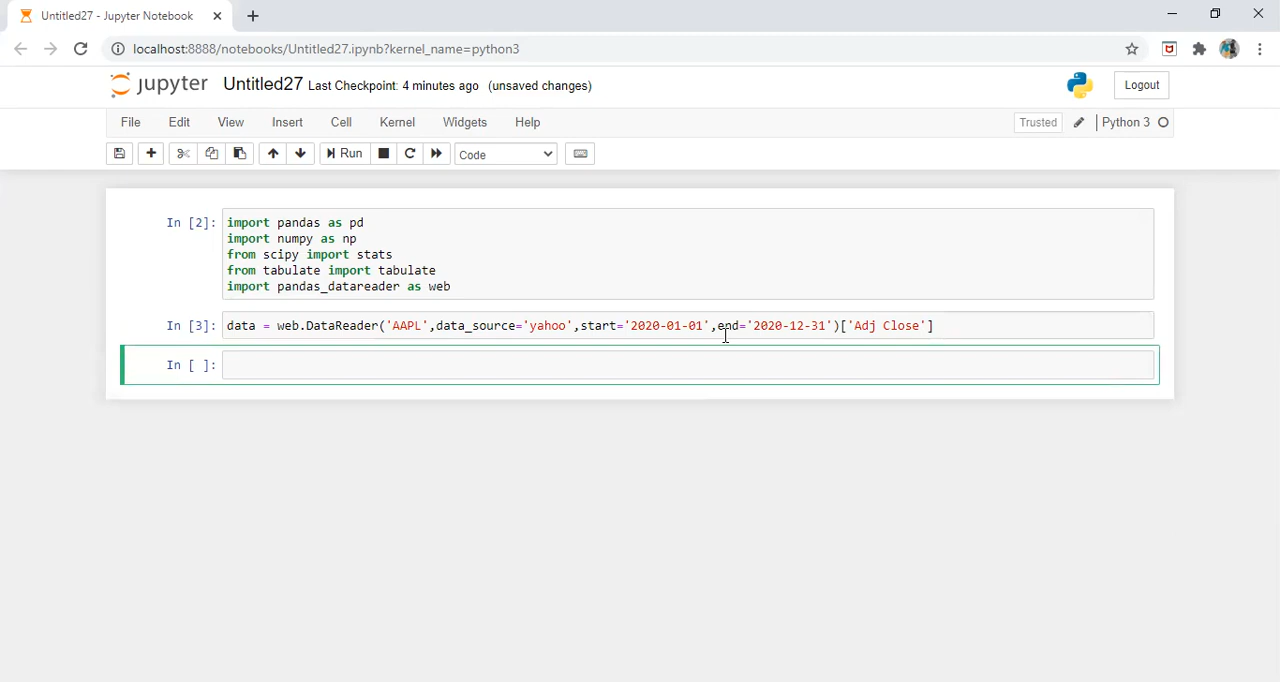 Untitled27 - Jupyter Notebook
localhost:8888/notebooks/Untitled27.ipynb?kernel_name=python3
jupyter Untitled27 Last Checkpoint: 4 minutes ago (unsaved changes) Logout
File Edit View Insert Cell Kernel Widgets Help Trusted Python 3
Run Code
In [2]: import pandas as pd
import numpy as np
from scipy import stats
from tabulate import tabulate
import pandas_datareader as web
In [3]: data = web.DataReader('AAPL',data_source='yahoo',start='2020-01-01',end='2020-12-31')['Adj Close']
In [ ]: